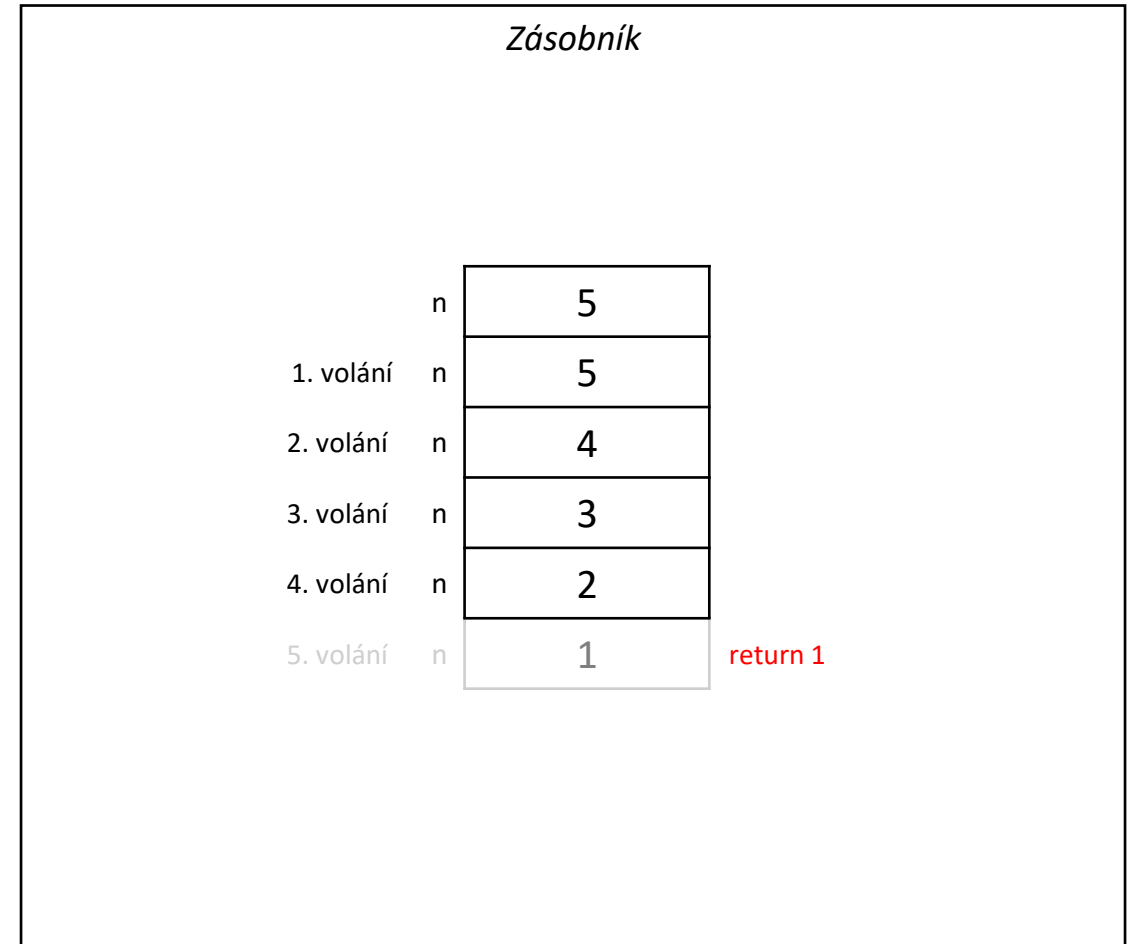 Zásobník
n 5
1. volání n 5
2. volání n 4
3. volání n 3
4. volání n 2
5. volání n 1 return 1